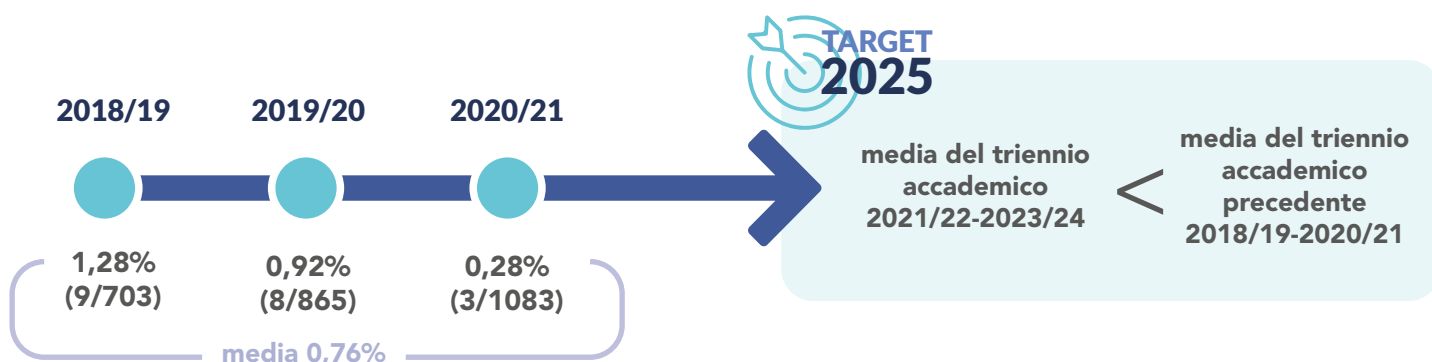 TARGET
2025
2018/19
2019/20
2020/21
media del triennio
accademico
2021/22-2023/24
<
media del triennio
accademico
precedente
2018/19-2020/21
1,28%
(9/703)
0,92%
(8/865)
0,28%
(3/1083)
media 0,76%